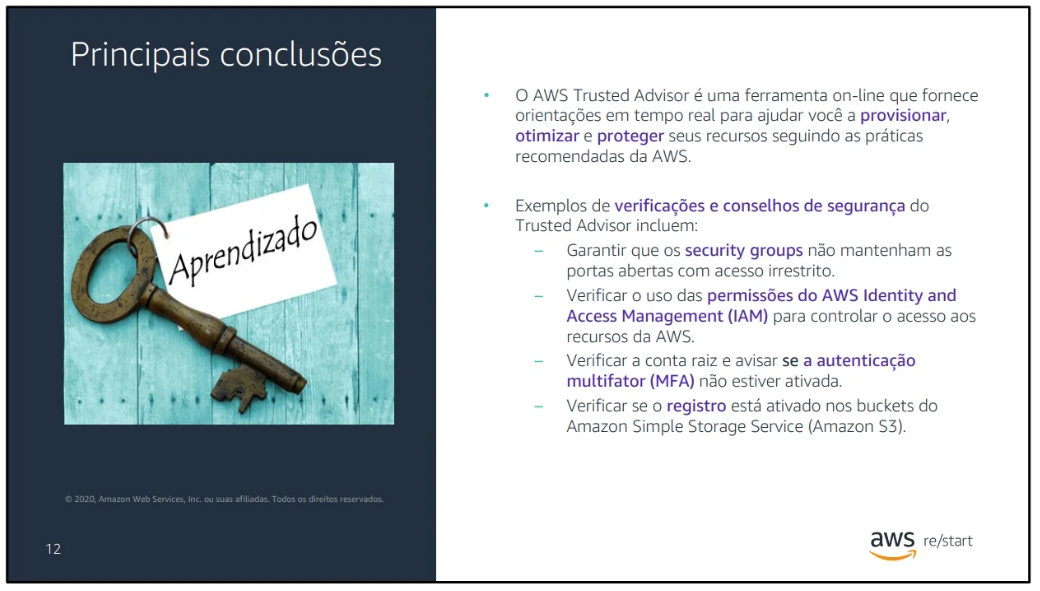 Principais conclusões
Aprendizado
© 2020, Amazon Web Services, Inc. ou suas afiliadas. Todos os direitos reservados.
12
• O AWS Trusted Advisor é uma ferramenta on-line que fornece
orientações em tempo real para ajudar você a provisionar,
otimizar e proteger seus recursos seguindo as práticas
recomendadas da AWS.
• Exemplos de verificações e conselhos de segurança do
Trusted Advisor incluem:
– Garantir que os security groups não mantenham as
portas abertas com acesso irrestrito.
– Verificar o uso das permissões do AWS Identity and
Access Management (IAM) para controlar o acesso aos
recursos da AWS.
– Verificar a conta raiz e avisar se a autenticação
multifator (MFA) não estiver ativada.
– Verificar se o registro está ativado nos buckets do
Amazon Simple Storage Service (Amazon S3).
aws re/start